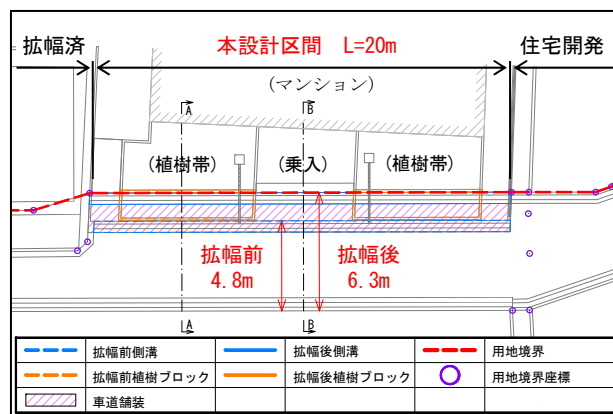 拡幅済
本設計区間 L=20m
住宅開発
(マンション)
A B
(植樹帯) (乗入) (植樹帯)
拡幅前 拡幅後
4.8m 6.3m
A B
拡幅前側溝 拡幅後側溝 用地境界
拡幅前植樹ブロック 拡幅後植樹ブロック 用地境界座標
車道舗装